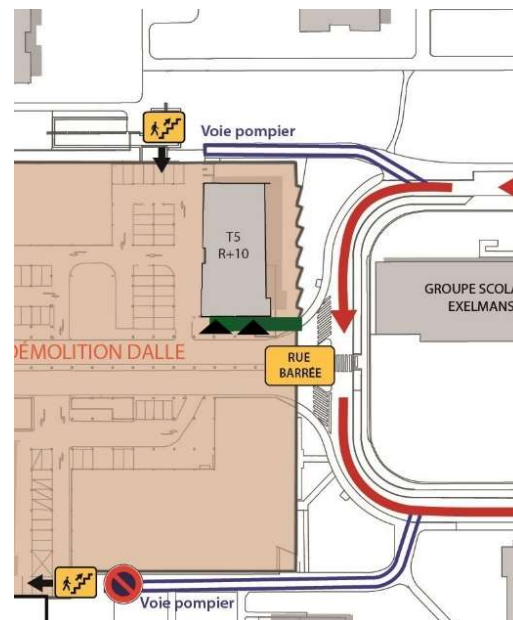 Voie pompier
T5
R+10
GROUPE SCOLA
EXELMANS
DÉMOLITION DALLE
RUE
BARRÉE
Voie pompier